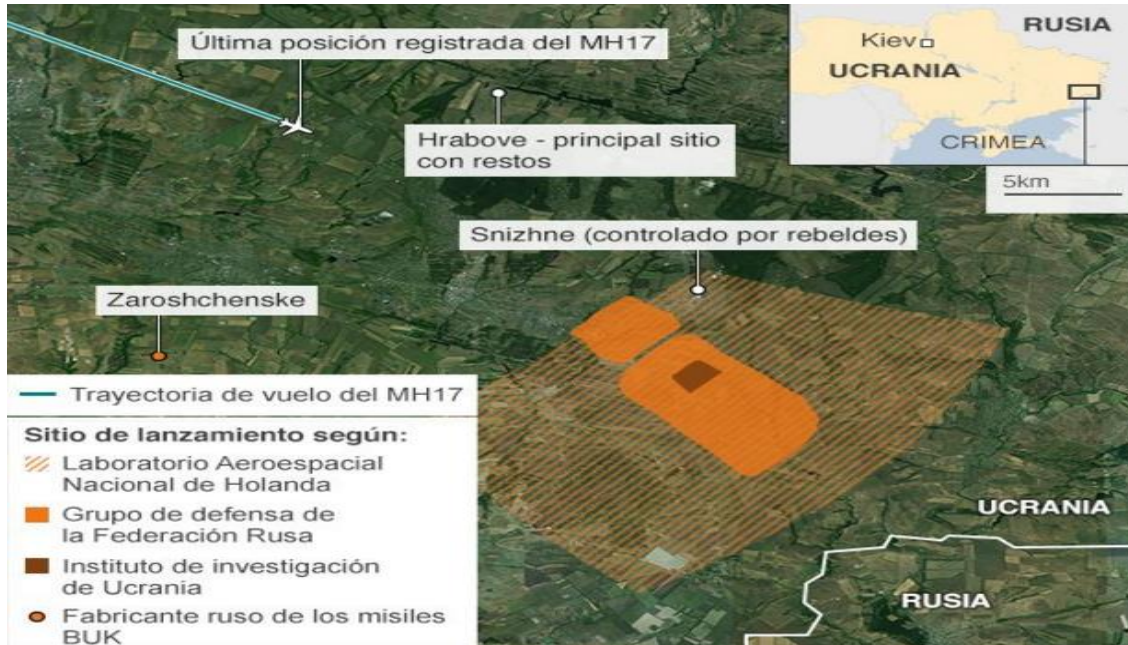 Última posición registrada del MH17
Hrabove - principal sitio
con restos
RUSIA
Kiev
UCRANIA
CRIMEA
5km
Snizhne (controlado por rebeldes)
Zaroshchenske
Trayectoria de vuelo del MH17
Sitio de lanzamiento según:
Laboratorio Aeroespacial
Nacional de Holanda
Grupo de defensa de
la Federación Rusa
Instituto de investigación
de Ucrania
Fabricante ruso de los misiles
BUK
UCRANIA
RUSIA